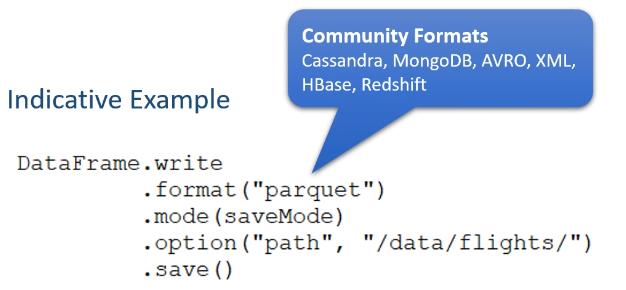 Community Formats
Cassandra, MongoDB, AVRO, XML,
HBase, Redshift
Indicative Example
DataFrame.write
.format("parquet")
.mode(saveMode)
.option("path", "/data/flights/")
.save()